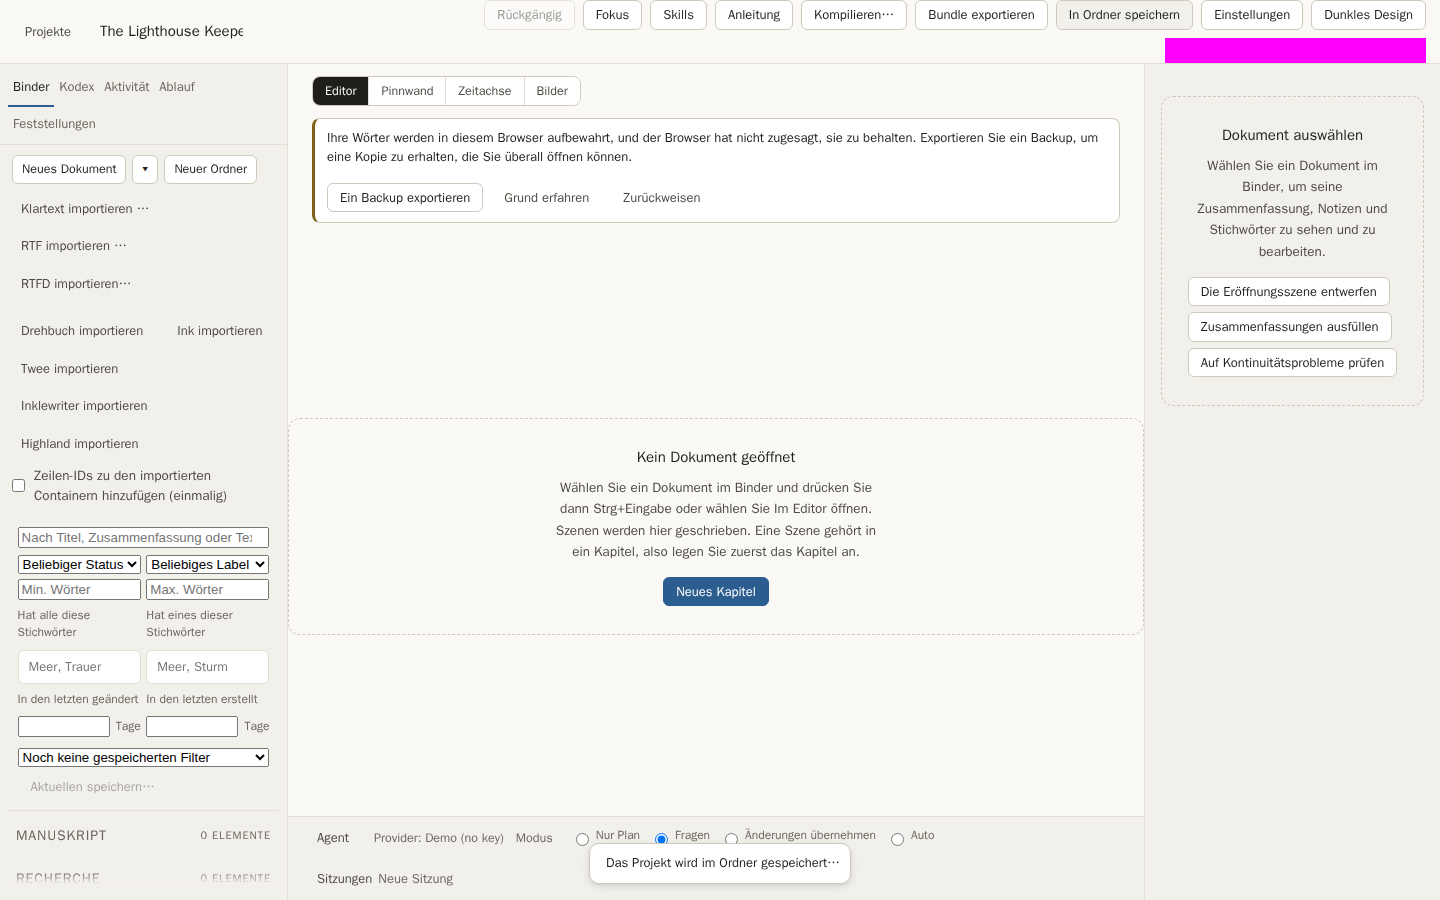 Projekte
The Lighthouse Keepe
Rückgängig
Fokus
Skills
Anleitung
Kompilieren⋯
Bundle exportieren
In Ordner speichern
Einstellungen
Dunkles Design
Binder
Kodex
Aktivität
Ablauf
Feststellungen
Neues Dokument
Neuer Ordner
Klartext importieren ⋯
RTF importieren ⋯
RTFD importieren⋯
Drehbuch importieren
Ink importieren
Twee importieren
Inklewriter importieren
Highland importieren
Zeilen-IDs zu den importierten
Containern hinzufügen (einmalig)
Nach Titel, Zusammenfassung oder Te
Beliebiger Status
Beliebiges Label
Min. Wörter
Max. Wörter
Hat alle diese
Stichwörter
Hat eines dieser
Stichwörter
Meer, Trauer
Meer, Sturm
In den letzten geändert
In den letzten erstellt
Tage
Tage
Noch keine gespeicherten Filter
Aktuellen speichern⋯
MANUSKRIPT
0 ELEMENTE
RECHERCHE
0 ELEMENTE
Editor
Pinnwand
Zeitachse
Bilder
Ihre Wörter werden in diesem Browser aufbewahrt, und der Browser hat nicht zugesagt, sie zu behalten. Exportieren Sie ein Backup, um
eine Kopie zu erhalten, die Sie überall öffnen können.
Ein Backup exportieren
Grund erfahren
Zurückweisen
Kein Dokument geöffnet
Wählen Sie ein Dokument im Binder und drücken Sie
dann Strg+Eingabe oder wählen Sie Im Editor öffnen.
Szenen werden hier geschrieben. Eine Szene gehört in
ein Kapitel, also legen Sie zuerst das Kapitel an.
Neues Kapitel
Agent
Provider: Demo (no key)
Modus
Nur Plan
Fragen
Änderungen übernehmen
Auto
Das Projekt wird im Ordner gespeichert⋯
Sitzungen
Neue Sitzung
Dokument auswählen
Wählen Sie ein Dokument im
Binder, um seine
Zusammenfassung, Notizen und
Stichwörter zu sehen und zu
bearbeiten.
Die Eröffnungsszene entwerfen
Zusammenfassungen ausfüllen
Auf Kontinuitätsprobleme prüfen